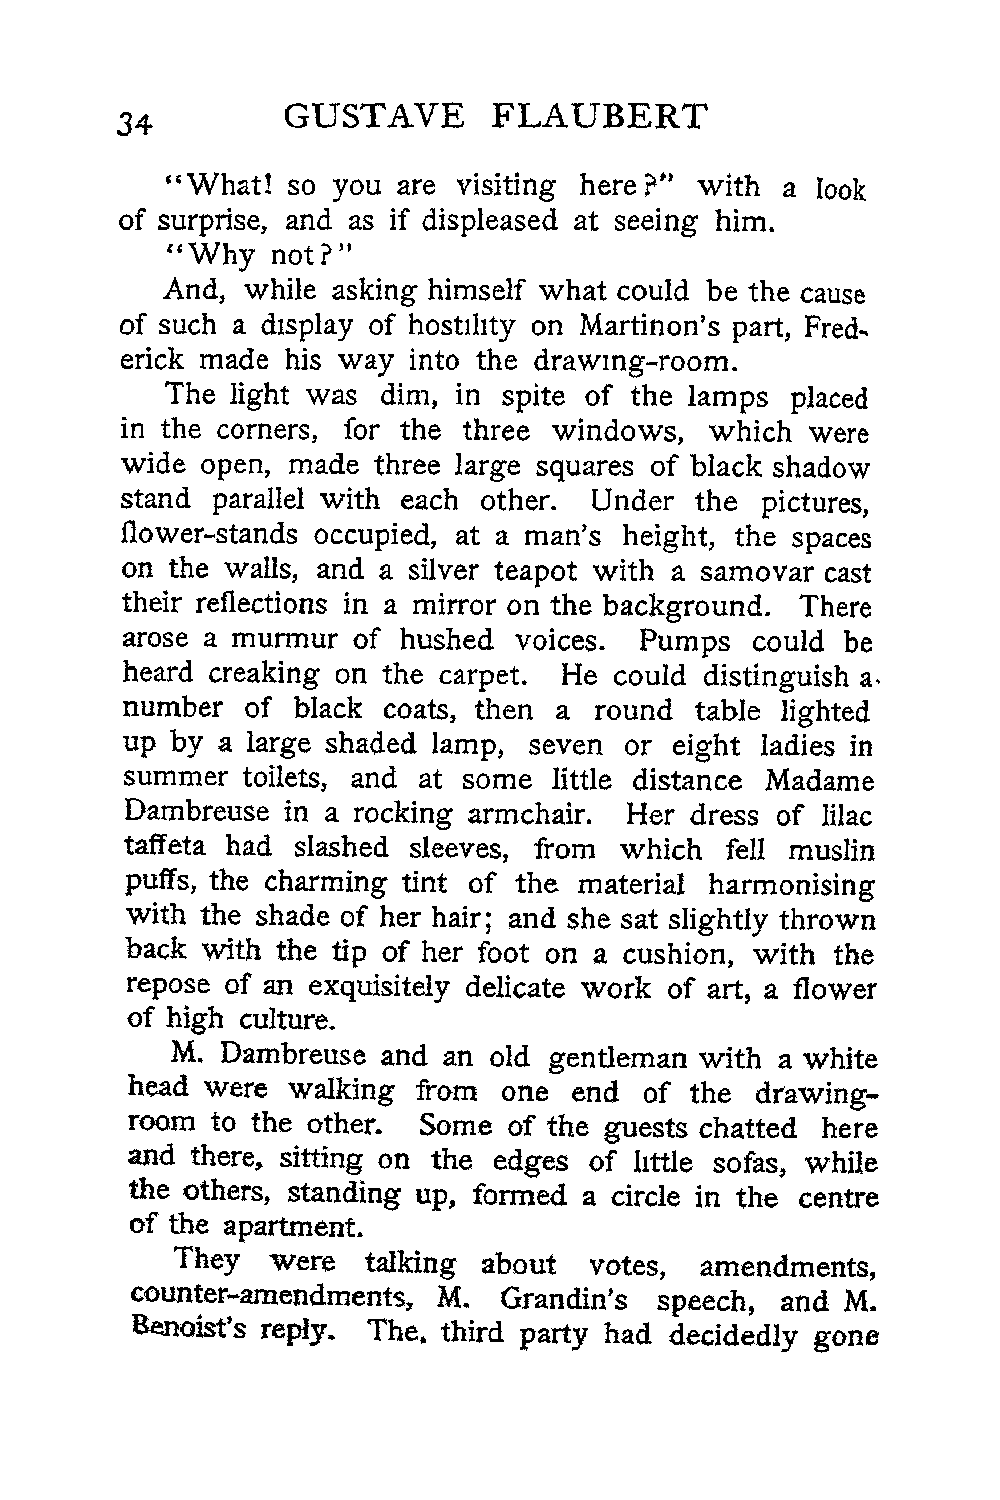 34 GUSTAVE FLAUBERT
“What! so you are visiting here?” with a look
of surprise, and as if displeased at seeing him.
“Why not?”
And, while asking himself what could be the cause
of such a display of hostility on Martinon’s part, Fred-
erick made his way into the drawing-room.
The light was dim, in spite of the lamps placed
in the corners, for the three windows, which were
wide open, made three large squares of black shadow
stand parallel with each other. Under the pictures,
flower-stands occupied, at a man’s height, the spaces
on the walls, and a silver teapot with a samovar cast
their reflections in a mirror on the background. There
arose a murmur of hushed voices. Pumps could be
heard creaking on the carpet. He could distinguish a
number of black coats, then a round table lighted
up by a large shaded lamp, seven or eight ladies in
summer toilets, and at some little distance Madame
Dambreuse in a rocking armchair. Her dress of lilac
taffeta had slashed sleeves, from which fell muslin
puffs, the charming tint of the material harmonising
with the shade of her hair; and she sat slightly thrown
back with the tip of her foot on a cushion, with the
repose of an exquisitely delicate work of art, a flower
of high culture.
M. Dambreuse and an old gentleman with a white
head were walking from one end of the drawing-
room to the other. Some of the guests chatted here
and there, sitting on the edges of little sofas, while
the others, standing up, formed a circle in the centre
of the apartment.
They were talking about votes, amendments,
counter-amendments, M. Grandin’s speech, and M.
Benoist’s reply. The. third party had decidedly gone